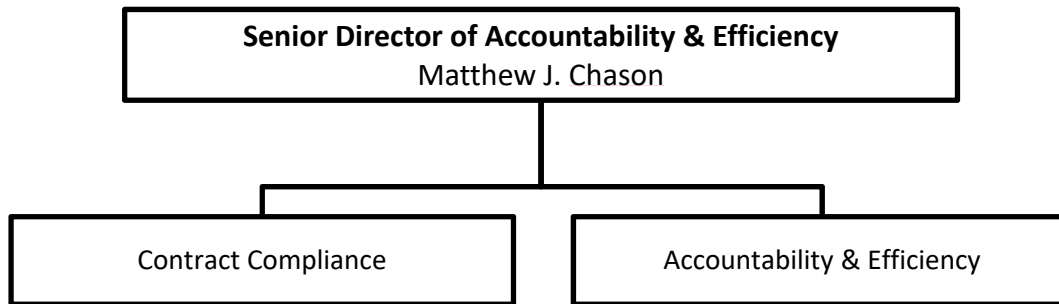 Senior Director of Accountability & Efficiency
Matthew J. Chason
Contract Compliance
Accountability & Efficiency